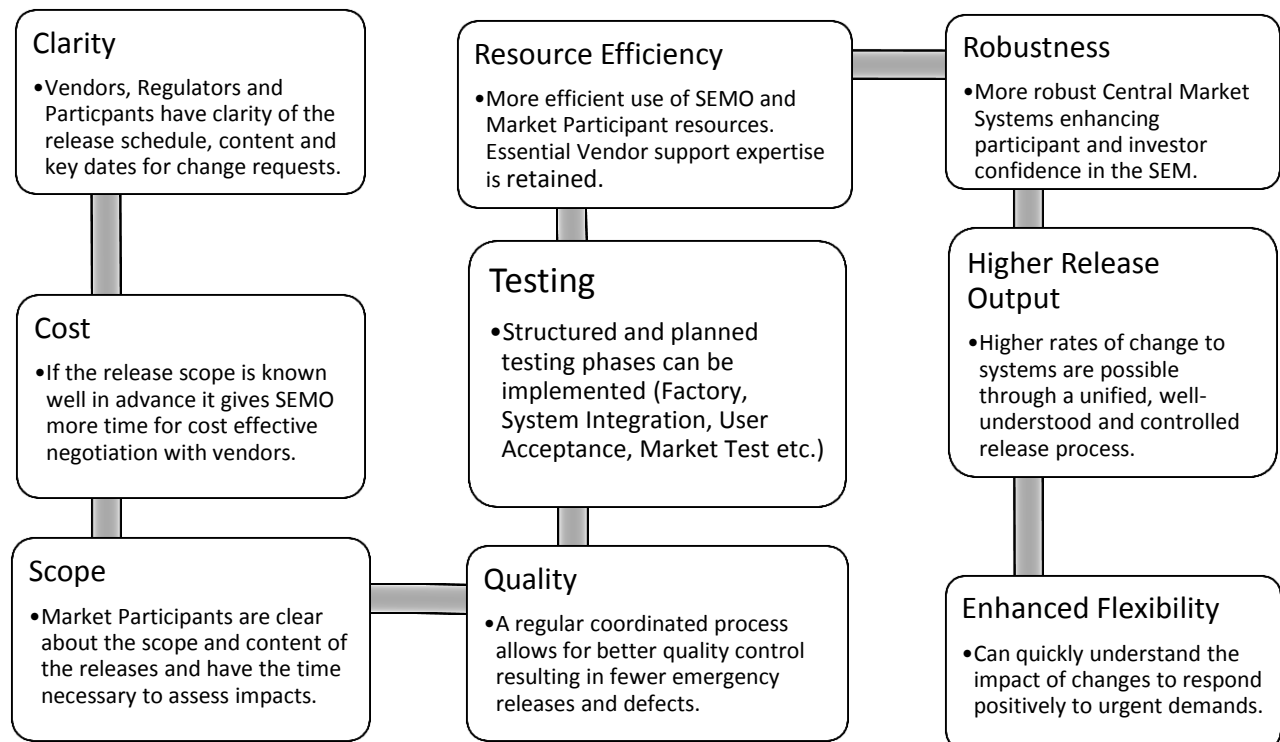 Clarity
•Vendors, Regulators and
Particpants have clarity of the
release schedule, content and
key dates for change requests.
Cost
•If the release scope is known
well in advance it gives SEMO
more time for cost effective
negotiation with vendors.
Scope
•Market Participants are clear
about the scope and content of
the releases and have the time
necessary to assess impacts.
Quality
•A regular coordinated process
allows for better quality control
resulting in fewer emergency
releases and defects.
Testing
•Structured and planned
testing phases can be
implemented (Factory,
System Integration, User
Acceptance, Market Test etc.)
Resource Efficiency
•More efficient use of SEMO and
Market Participant resources.
Essential Vendor support expertise
is retained.
Robustness
•More robust Central Market
Systems enhancing
participant and investor
confidence in the SEM.
Higher Release
Output
•Higher rates of change to
systems are possible
through a unified, well-
understood and controlled
release process.
Enhanced Flexibility
•Can quickly understand the
impact of changes to respond
positively to urgent demands.